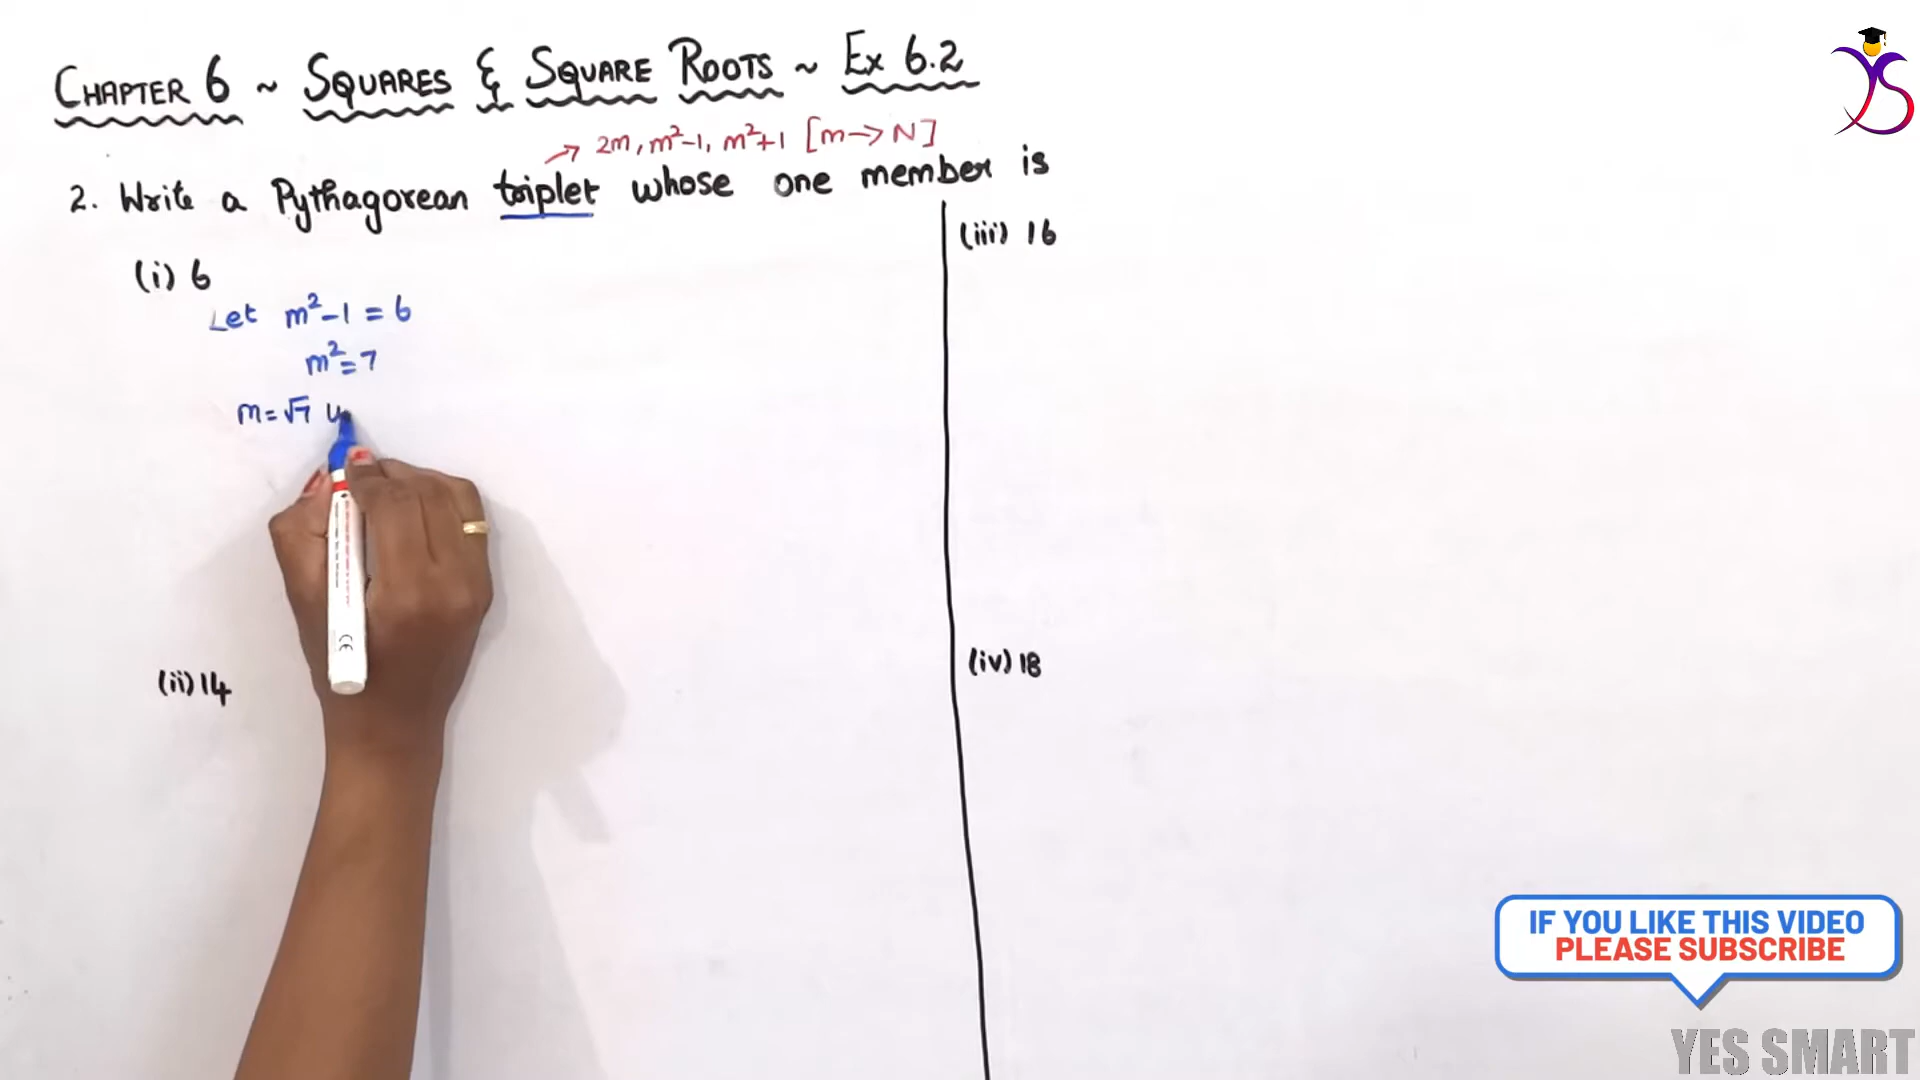 CHAPTER 6 ~ SQUARES & SQUARE ROOTS ~ Ex 6.2
→ 2m, m²-1, m²+1 [m→N]
2. Write a Pythagorean triplet whose one member is
(i) 6
Let m²-1 = 6
m² = 7
m = √7
(ii) 14
(iii) 16
(iv) 18
IF YOU LIKE THIS VIDEO
PLEASE SUBSCRIBE
YES SMART